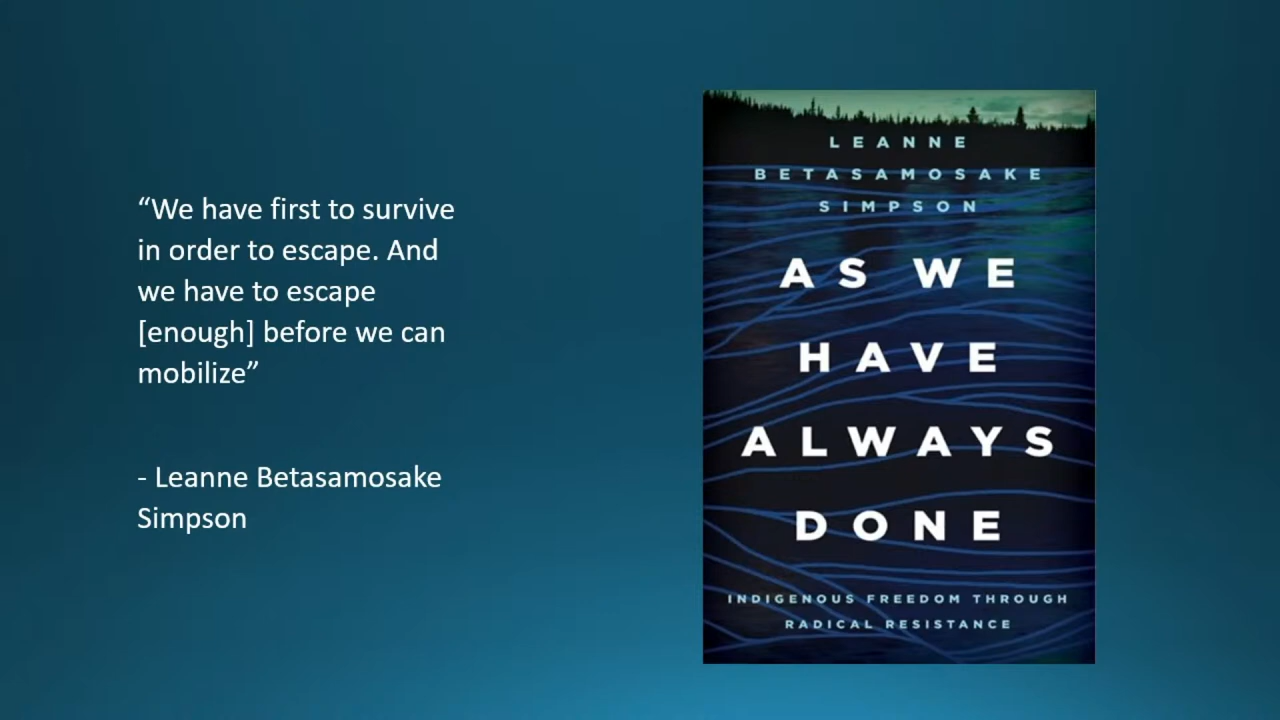 “We have first to survive
in order to escape. And
we have to escape
[enough] before we can
mobilize”
- Leanne Betasamosake
Simpson
LEANNE
BETASAMOSAKE
SIMPSON
AS WE
HAVE
ALWAYS
DONE
INDIGENOUS FREEDOM THROUGH
RADICAL RESISTANCE